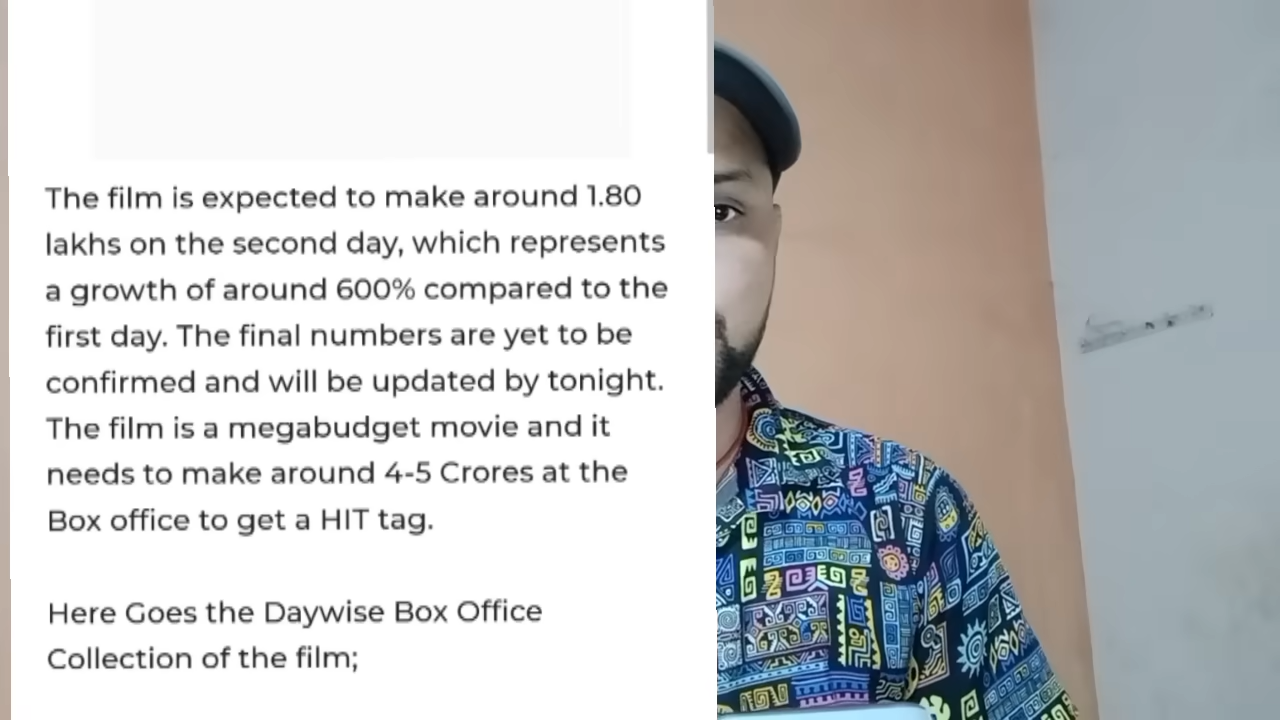 The film is expected to make around 1.80
lakhs on the second day, which represents
a growth of around 600% compared to the
first day. The final numbers are yet to be
confirmed and will be updated by tonight.
The film is a megabudget movie and it
needs to make around 4-5 Crores at the
Box office to get a HIT tag.
Here Goes the Daywise Box Office
Collection of the film;